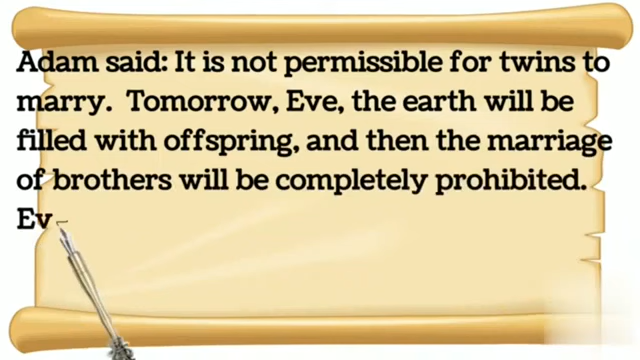 Adam said: It is not permissible for twins to
marry. Tomorrow, Eve, the earth will be
filled with offspring, and then the marriage
of brothers will be completely prohibited.
Ev